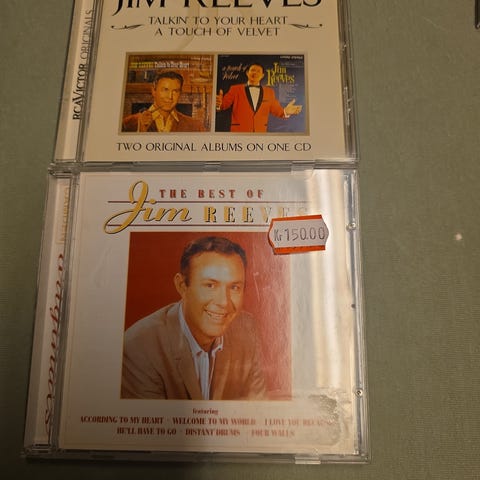 JIM REEVES
TALKIN' TO YOUR HEART
A TOUCH OF VELVET
RCA VICTOR ORIGINALS
Jim
Reeves
TWO ORIGINAL ALBUMS ON ONE CD
THE BEST OF
Jim REEVES
Kr 150.00
featuring
ACCORDING TO MY HEART · WELCOME TO MY WORLD · I LOVE YOU BECAUSE
HE'LL HAVE TO GO · DISTANT DRUMS · FOUR WALLS